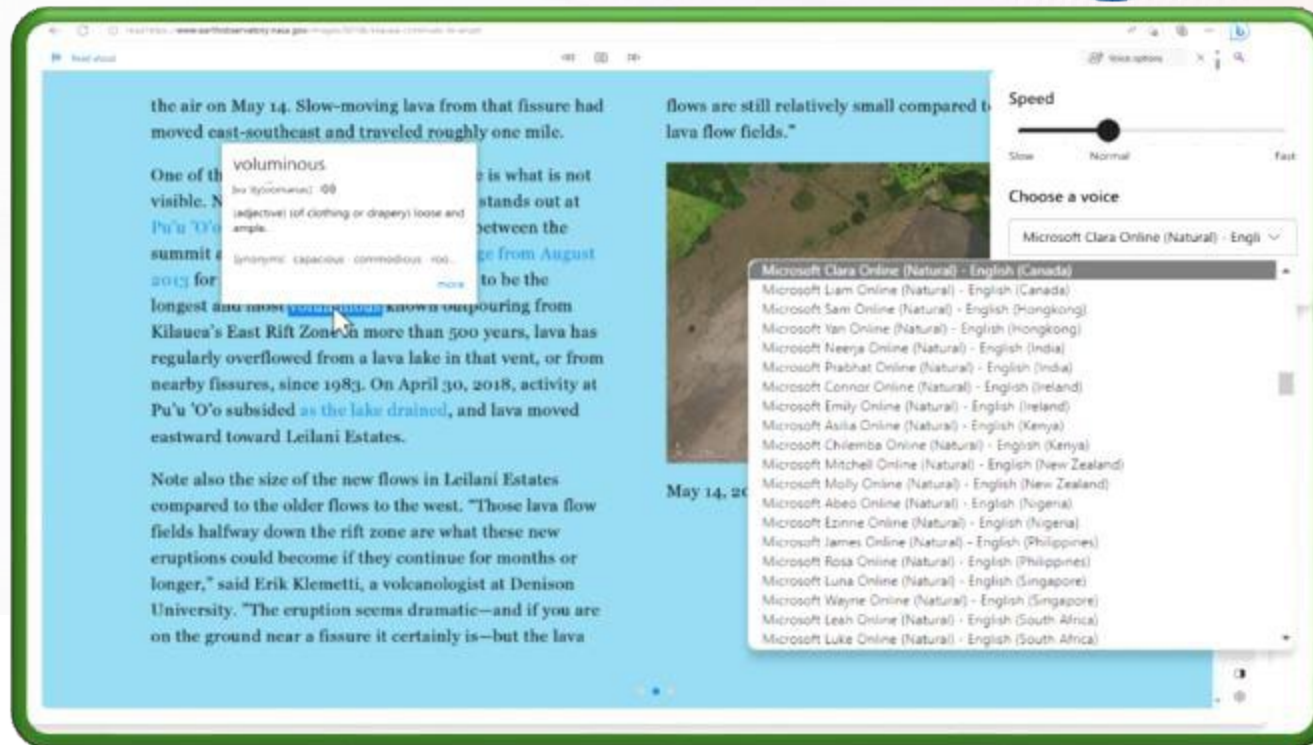 Read aloud
Voice options
the air on May 14. Slow-moving lava from that fissure had
moved east-southeast and traveled roughly one mile.
One of th
e is what is not
visible. N
stands out at
Pu'u 'O'o
between the
summit a
ge from August
2013 for
to be the
longest and most voluminous known outpouring from
Kilauea's East Rift Zone in more than 500 years, lava has
regularly overflowed from a lava lake in that vent, or from
nearby fissures, since 1983. On April 30, 2018, activity at
Pu'u 'O'o subsided as the lake drained, and lava moved
eastward toward Leilani Estates.
Note also the size of the new flows in Leilani Estates
compared to the older flows to the west. "Those lava flow
fields halfway down the rift zone are what these new
eruptions could become if they continue for months or
longer," said Erik Klemetti, a volcanologist at Denison
University. "The eruption seems dramatic—and if you are
on the ground near a fissure it certainly is—but the lava
voluminous
(adjective) (of clothing or drapery) loose and
ample.
Synonyms: capacious · commodious · roo...
more
flows are still relatively small compared t
lava flow fields."
May 14, 20
Speed
Slow Normal Fast
Choose a voice
Microsoft Clara Online (Natural) - Engli
Microsoft Clara Online (Natural) - English (Canada)
Microsoft Liam Online (Natural) - English (Canada)
Microsoft Sam Online (Natural) - English (Hongkong)
Microsoft Yan Online (Natural) - English (Hongkong)
Microsoft Neerja Online (Natural) - English (India)
Microsoft Prabhat Online (Natural) - English (India)
Microsoft Connor Online (Natural) - English (Ireland)
Microsoft Emily Online (Natural) - English (Ireland)
Microsoft Asilia Online (Natural) - English (Kenya)
Microsoft Chilemba Online (Natural) - English (Kenya)
Microsoft Mitchell Online (Natural) - English (New Zealand)
Microsoft Molly Online (Natural) - English (New Zealand)
Microsoft Abeo Online (Natural) - English (Nigeria)
Microsoft Ezinne Online (Natural) - English (Nigeria)
Microsoft James Online (Natural) - English (Philippines)
Microsoft Rosa Online (Natural) - English (Philippines)
Microsoft Luna Online (Natural) - English (Singapore)
Microsoft Wayne Online (Natural) - English (Singapore)
Microsoft Leah Online (Natural) - English (South Africa)
Microsoft Luke Online (Natural) - English (South Africa)